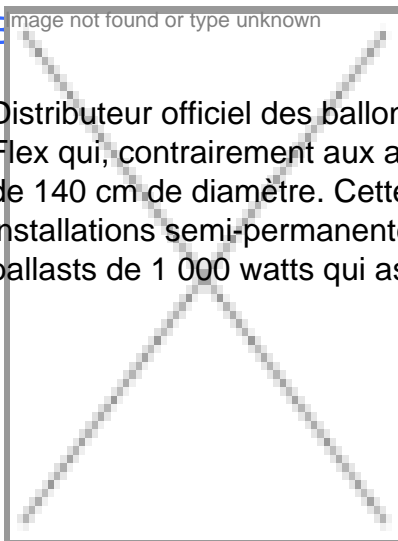 mage not found or type unknown
Distributeur officiel des ballon
Flex qui, contrairement aux a
de 140 cm de diamètre. Cette
nstallations semi-permanente
ballasts de 1 000 watts qui as